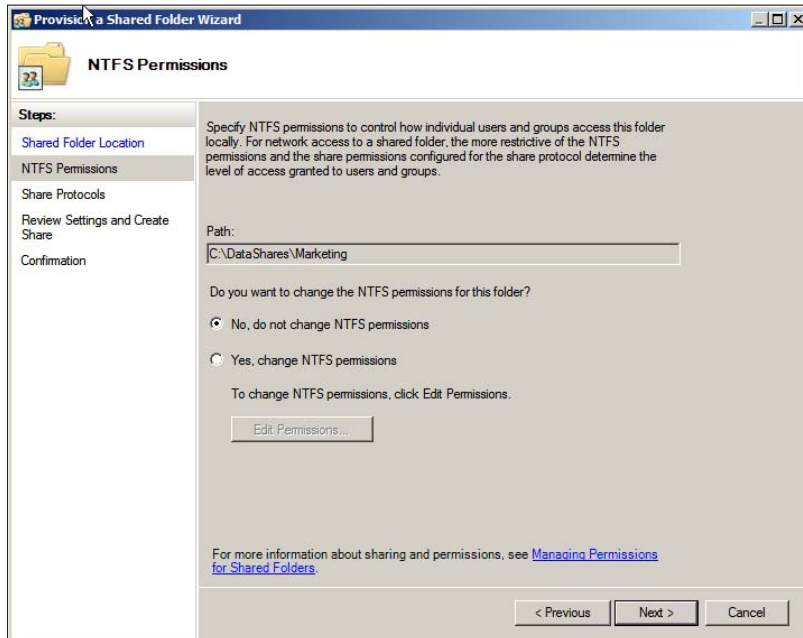 Provision a Shared Folder Wizard
NTFS Permissions
Steps:
Shared Folder Location
NTFS Permissions
Share Protocols
Review Settings and Create
Share
Confirmation
Specify NTFS permissions to control how individual users and groups access this folder
locally. For network access to a shared folder, the more restrictive of the NTFS
permissions and the share permissions configured for the share protocol determine the
level of access granted to users and groups.
Path:
C:\DataShares\Marketing
Do you want to change the NTFS permissions for this folder?
No, do not change NTFS permissions
Yes, change NTFS permissions
To change NTFS permissions, click Edit Permissions.
Edit Permissions...
For more information about sharing and permissions, see Managing Permissions
for Shared Folders.
< Previous
Next >
Cancel